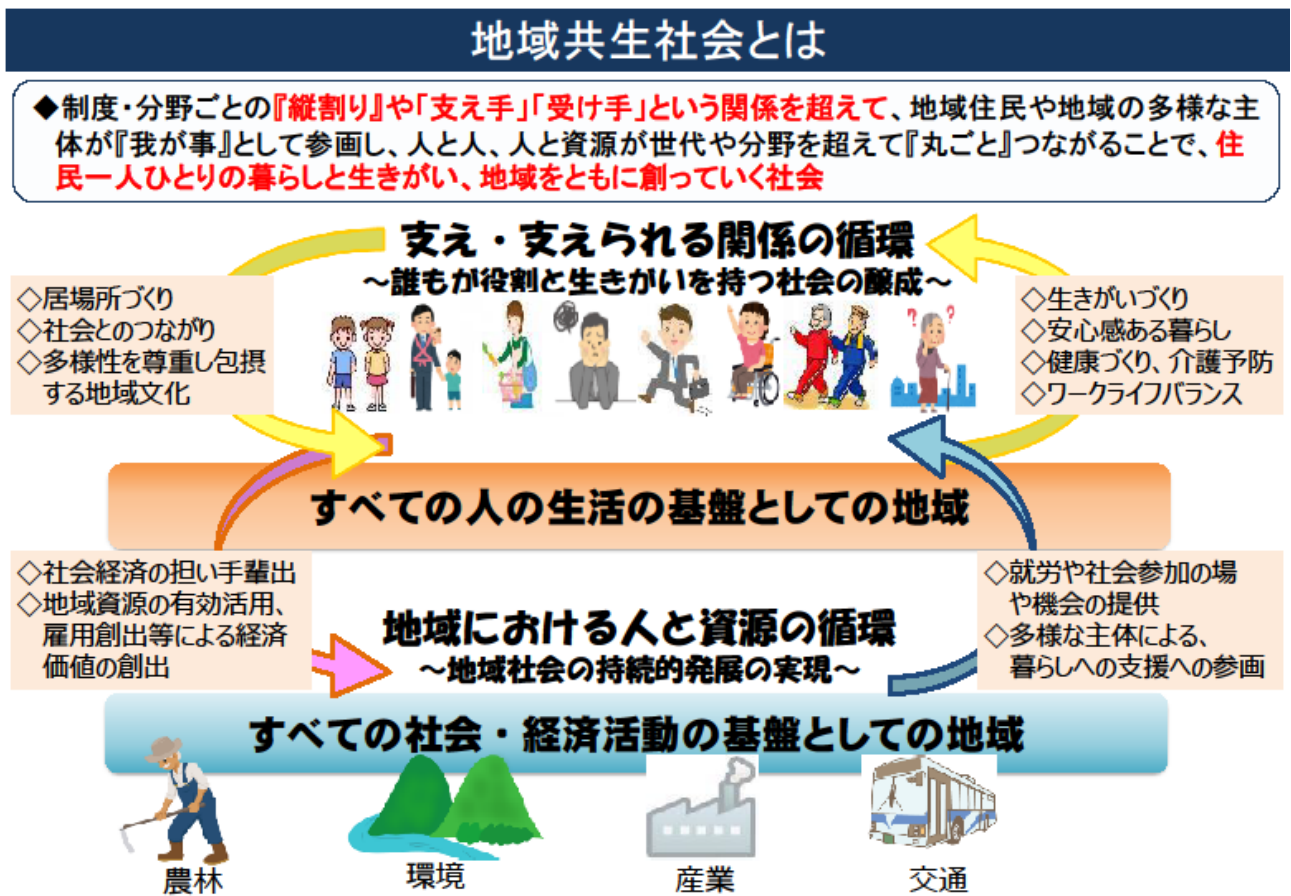 地域共生社会とは
◆制度・分野ごとの『縦割り』や「支え手」「受け手」という関係を超えて、地域住民や地域の多様な主
体が『我が事』として参画し、人と人、人と資源が世代や分野を超えて『丸ごと』つながることで、住
民一人ひとりの暮らしと生きがい、地域をともに創っていく社会
支え・支えられる関係の循環
～誰もが役割と生きがいを持つ社会の醸成～
◇居場所づくり
◇社会とのつながり
◇多様性を尊重し包摂
する地域文化
◇生きがいづくり
◇安心感ある暮らし
◇健康づくり、介護予防
◇ワークライフバランス
? ?
すべての人の生活の基盤としての地域
◇社会経済の担い手輩出
◇地域資源の有効活用、
雇用創出等による経済
価値の創出
地域における人と資源の循環
～地域社会の持続的発展の実現～
◇就労や社会参加の場
や機会の提供
◇多様な主体による、
暮らしへの支援への参画
すべての社会・経済活動の基盤としての地域
農林
環境
産業
交通